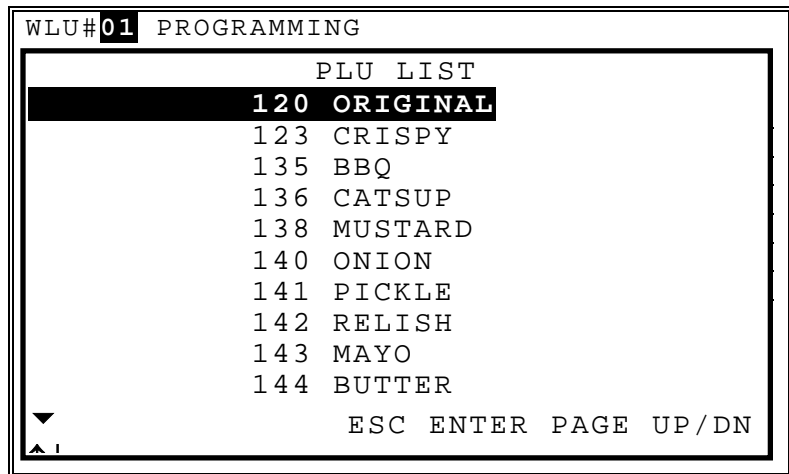 WLU#01 PROGRAMMING
PLU LIST
120 ORIGINAL
123 CRISPY
135 BBQ
136 CATSUP
138 MUSTARD
140 ONION
141 PICKLE
142 RELISH
143 MAYO
144 BUTTER
ESC ENTER PAGE UP/DN